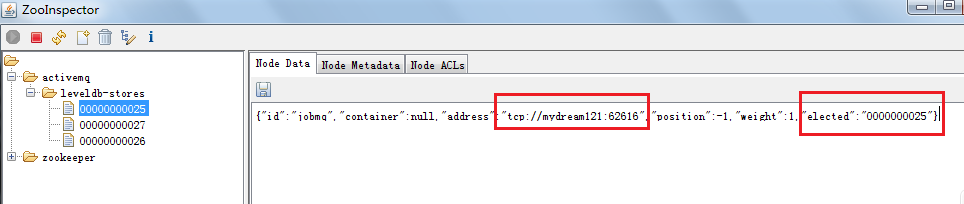 ZooInspector
activemq
leveldb-stores
00000000025
00000000027
00000000026
zookeeper
Node Data Node Metadata Node ACLs
{"id":"jobmq","container":null,"address":"tcp://mydream121:62616","position":-1,"weight":1,"elected":"0000000025"}